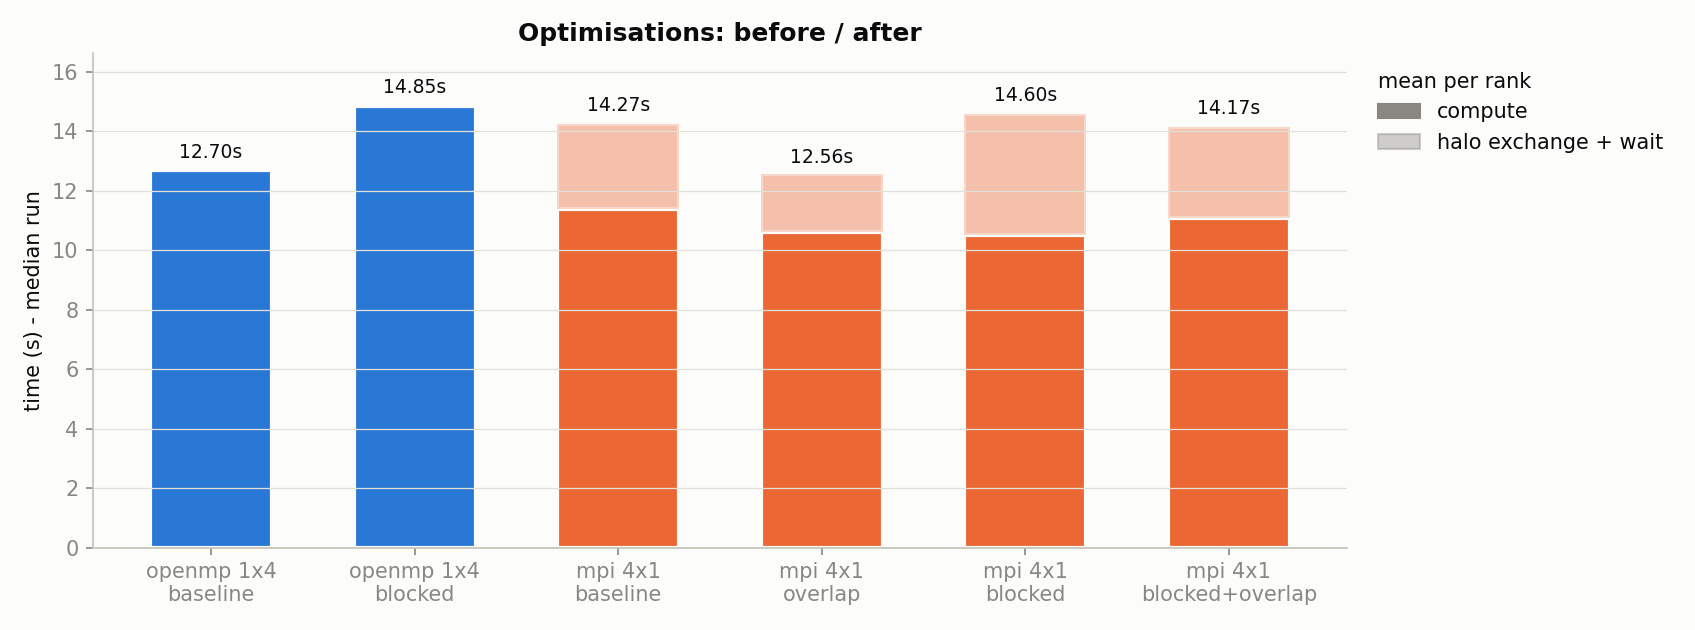 Optimisations: before / after
time (s) - median run
16
14
12
10
8
6
4
2
0
12.70s
14.85s
14.27s
12.56s
14.60s
14.17s
openmp 1x4
baseline
openmp 1x4
blocked
mpi 4x1
baseline
mpi 4x1
overlap
mpi 4x1
blocked
mpi 4x1
blocked+overlap
mean per rank
compute
halo exchange + wait